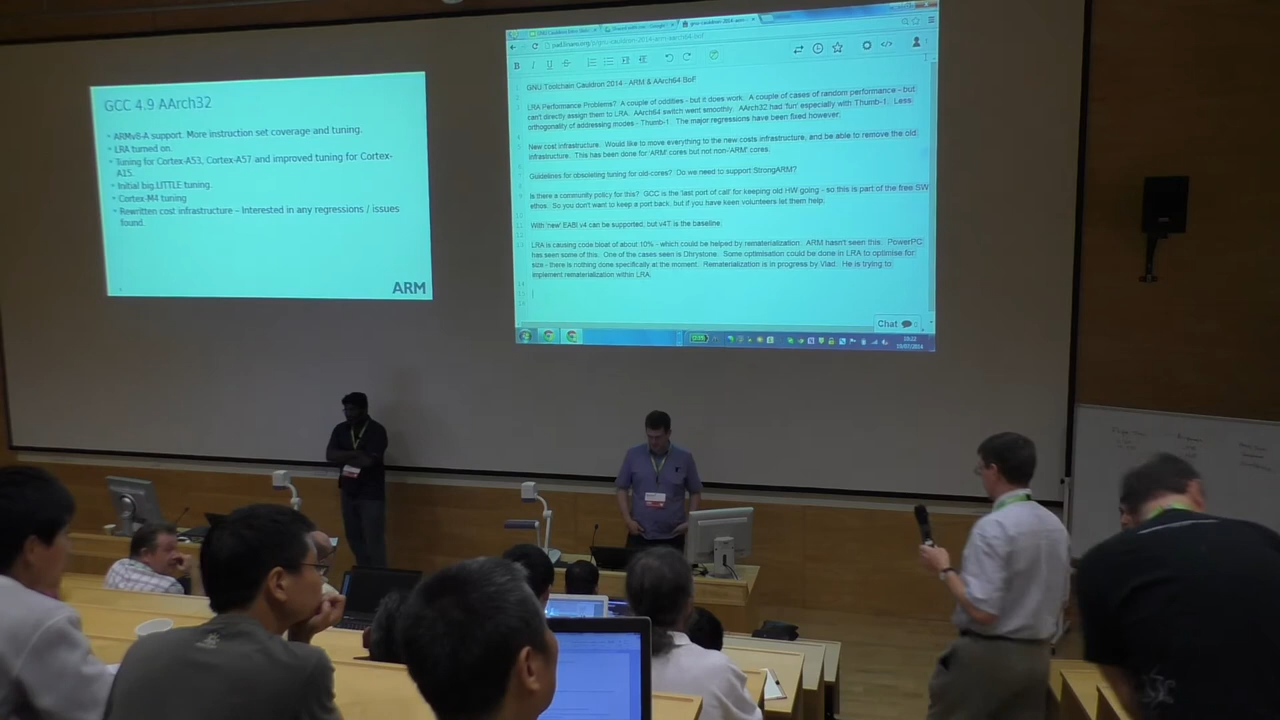 GCC 4.9 AArch32
ARMv8-A support. More instruction set coverage and tuning.
LRA turned on.
Tuning for Cortex-A53, Cortex-A57 and improved tuning for Cortex-
A15.
Initial big.LITTLE tuning.
Cortex-M4 tuning
Rewritten cost infrastructure – Interested in any regressions / issues
found.
ARM
GNU Toolchain Cauldron 2014 - ARM & AArch64 BoF
LRA Performance Problems? A couple of oddities - but it does work. A couple of cases of random performance - but
can't directly assign them to LRA. AArch64 switch went smoothly. AArch32 had 'fun' especially with Thumb-1. Less
orthogonality of addressing modes - Thumb-1. The major regressions have been fixed however.
New cost infrastructure. Would like to move everything to the new costs infrastructure, and be able to remove the old
infrastructure. This has been done for 'ARM' cores but not non-'ARM' cores.
Guidelines for obsoleting tuning for old-cores? Do we need to support StrongARM?
Is there a community policy for this? GCC is the 'last port of call' for keeping old HW going - so this is part of the free SW
ethos. So you don't want to keep a port back, but if you have keen volunteers let them help.
With 'new' EABI v4 can be supported, but v4T is the baseline.
LRA is causing code bloat of about 10% - which could be helped by rematerialization. ARM hasn't seen this. PowerPC
has seen some of this. One of the cases seen is Dhrystone. Some optimisation could be done in LRA to optimise for
size - there is nothing done specifically at the moment. Rematerialization is in progress by Vlad. He is trying to
implement rematerialization within LRA.
Chat 0
10:22
19/07/2014